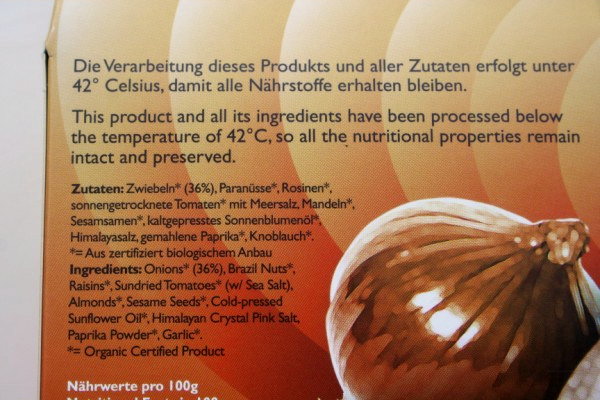 Die Verarbeitung dieses Produkts und aller Zutaten erfolgt unter
42° Celsius, damit alle Nährstoffe erhalten bleiben.
This product and all its ingredients have been processed below
the temperature of 42°C, so all the nutritional properties remain
intact and preserved.
Zutaten: Zwiebeln* (36%), Paranüsse*, Rosinen*,
sonnengetrocknete Tomaten* mit Meersalz, Mandeln*,
Sesamsamen*, kaltgepresstes Sonnenblumenöl*,
Himalayasalz, gemahlene Paprika*, Knoblauch*.
*= Aus zertifiziert biologischem Anbau
Ingredients: Onions* (36%), Brazil Nuts*,
Raisins*, Sundried Tomatoes* (w/ Sea Salt),
Almonds*, Sesame Seeds*, Cold-pressed
Sunflower Oil*, Himalayan Crystal Pink Salt,
Paprika Powder*, Garlic*.
*= Organic Certified Product
Nährwerte pro 100g